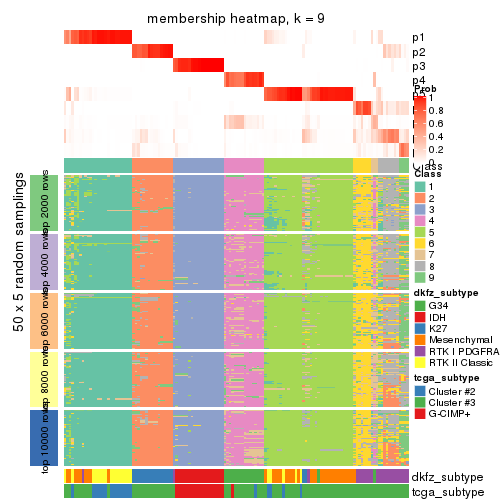 membership heatmap, k = 9
p1
p2
p3
p4
Prob
1
0.8
0.6
0.4
0.2
0
Class
Class
1
2
3
4
5
6
7
8
9
dkfz_subtype
G34
IDH
K27
Mesenchymal
RTK I PDGFRA
RTK II Classic
tcga_subtype
Cluster #2
Cluster #3
G-CIMP+
50 x 5 random samplings
top 2000 rows
top 4000 rows
top 6000 rows
top 8000 rows
top 10000 rows
dkfz_subtype
tcga_subtype